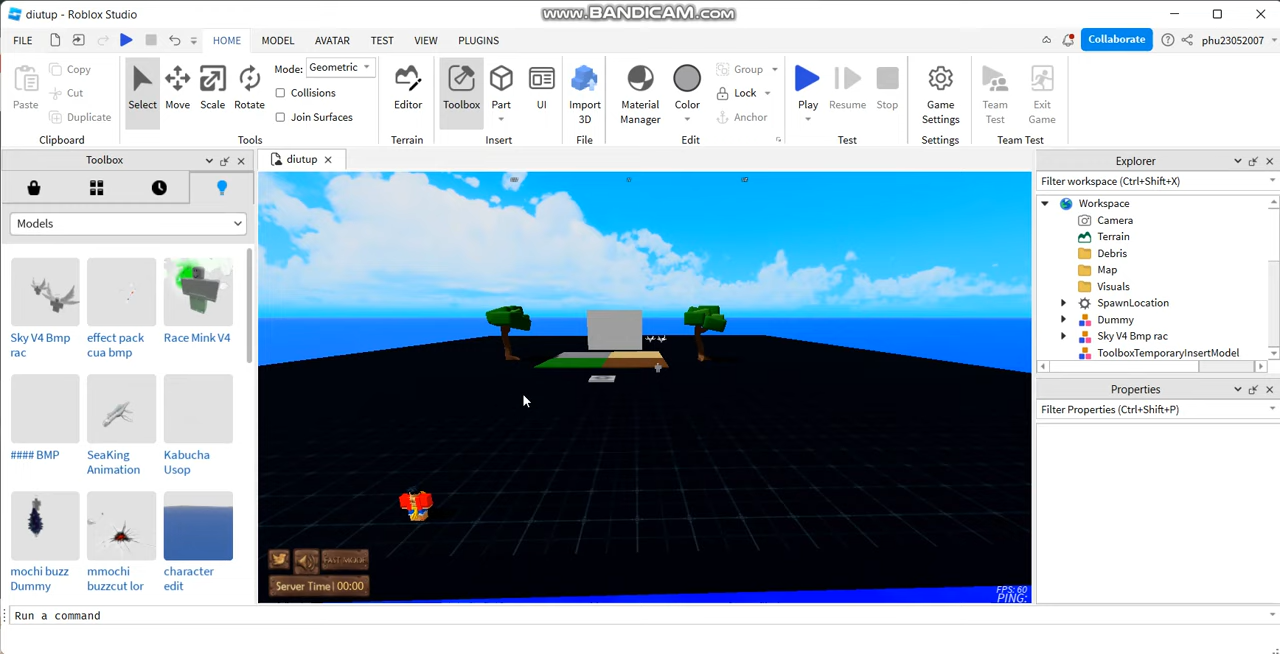 diutup - Roblox Studio
www.BANDICAM.com
FILE
HOME
MODEL
AVATAR
TEST
VIEW
PLUGINS
Collaborate
phu23052007
Paste
Copy
Cut
Duplicate
Clipboard
Select
Move
Scale
Rotate
Mode: Geometric
Collisions
Join Surfaces
Tools
Editor
Terrain
Toolbox
Part
UI
Insert
Import
3D
File
Material
Manager
Color
Group
Lock
Anchor
Edit
Play
Resume
Stop
Test
Game
Settings
Settings
Team
Test
Exit
Game
Team Test
Toolbox
Models
Sky V4 Bmp
rac
effect pack
cua bmp
Race Mink V4
#### BMP
SeaKing
Animation
Kabucha
Usop
mochi buzz
Dummy
mmochi
buzzcut lor
character
edit
diutup
FAST MODE
Server Time | 00:00
FPS: 60
PING:
Explorer
Filter workspace (Ctrl+Shift+X)
Workspace
Camera
Terrain
Debris
Map
Visuals
SpawnLocation
Dummy
Sky V4 Bmp rac
ToolboxTemporaryInsertModel
Properties
Filter Properties (Ctrl+Shift+P)
Run a command